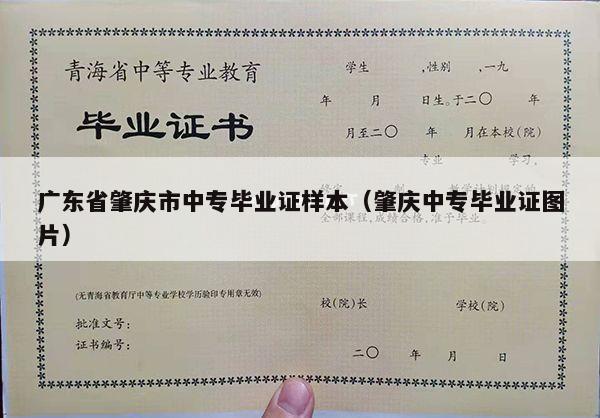 青海省中等专业教育
毕业证书
学生 ,性别 ,一九
年 月 日生。于二〇 年
月至二〇 年 月在本校(院)
专业 学习,
广东省肇庆市中专毕业证样本（肇庆中专毕业证图
片）
全部课程,成绩合格,准予毕业。
(无青海省教育厅中等专业学校学历验印专用章无效)
批准文号:
证书编号:
校(院)长 学校(院)
二〇 年 月 日